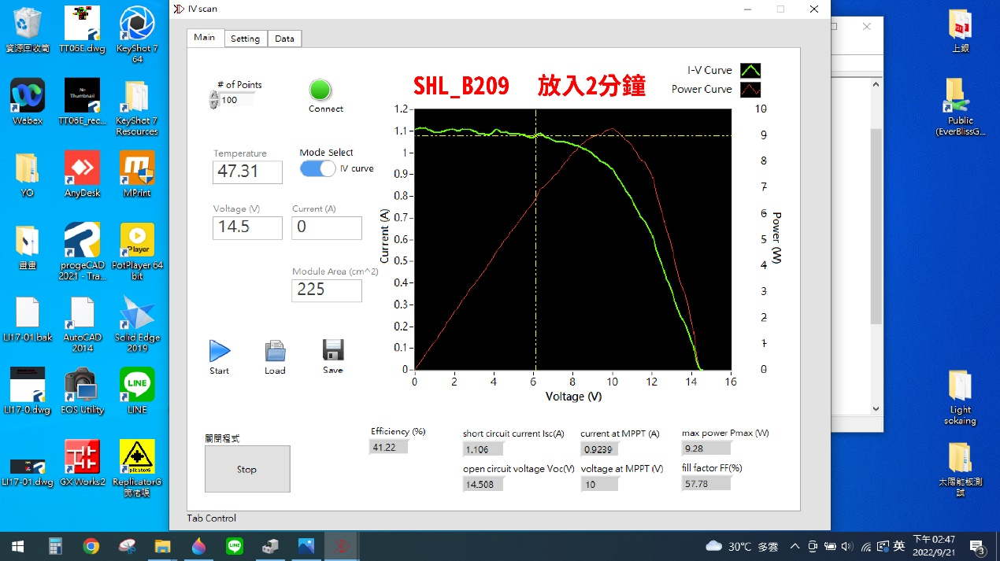 IV scan
Main
Setting
Data
# of Points
100
Connect
SHL_B209 放入2分鐘
I-V Curve
Power Curve
Temperature
47.31
Mode Select
IV curve
Voltage (V)
14.5
Current (A)
0
Module Area (cm^2)
225
Start
Load
Save
Current (A)
1.2
1.1
1
0.9
0.8
0.7
0.6
0.5
0.4
0.3
0.2
0.1
0
Power (W)
10
9
8
7
6
5
4
3
2
1
0
0 2 4 6 8 10 12 14 16
Voltage (V)
關閉程式
Stop
Efficiency (%)
41.22
short circuit current Isc(A)
1.106
current at MPPT (A)
0.9239
max power Pmax (W)
9.28
open circuit voltage Voc(V)
14.508
voltage at MPPT (V)
10
fill factor FF(%)
57.78
Tab Control
資源回收筒
TT06E.dwg
KeyShot 7
64
Webex
No
Thumbnail
TT06E_rec...
KeyShot 7
Resources
YO
AnyDesk
MPrint
畫畫
progeCAD
2021 - Tra...
Player
PotPlayer 64
bit
LI17-01.bak
AutoCAD
2014
Solid Edge
2019
LI17-0.dwg
EOS Utility
LINE
LINE
LI17-01.dwg
GX Works2
ReplicatorG
上銀
Public
(EverBlissG...
Light
sokaing
太陽能板測
試
30°C 多雲
英
下午 02:47
2022/9/21
3